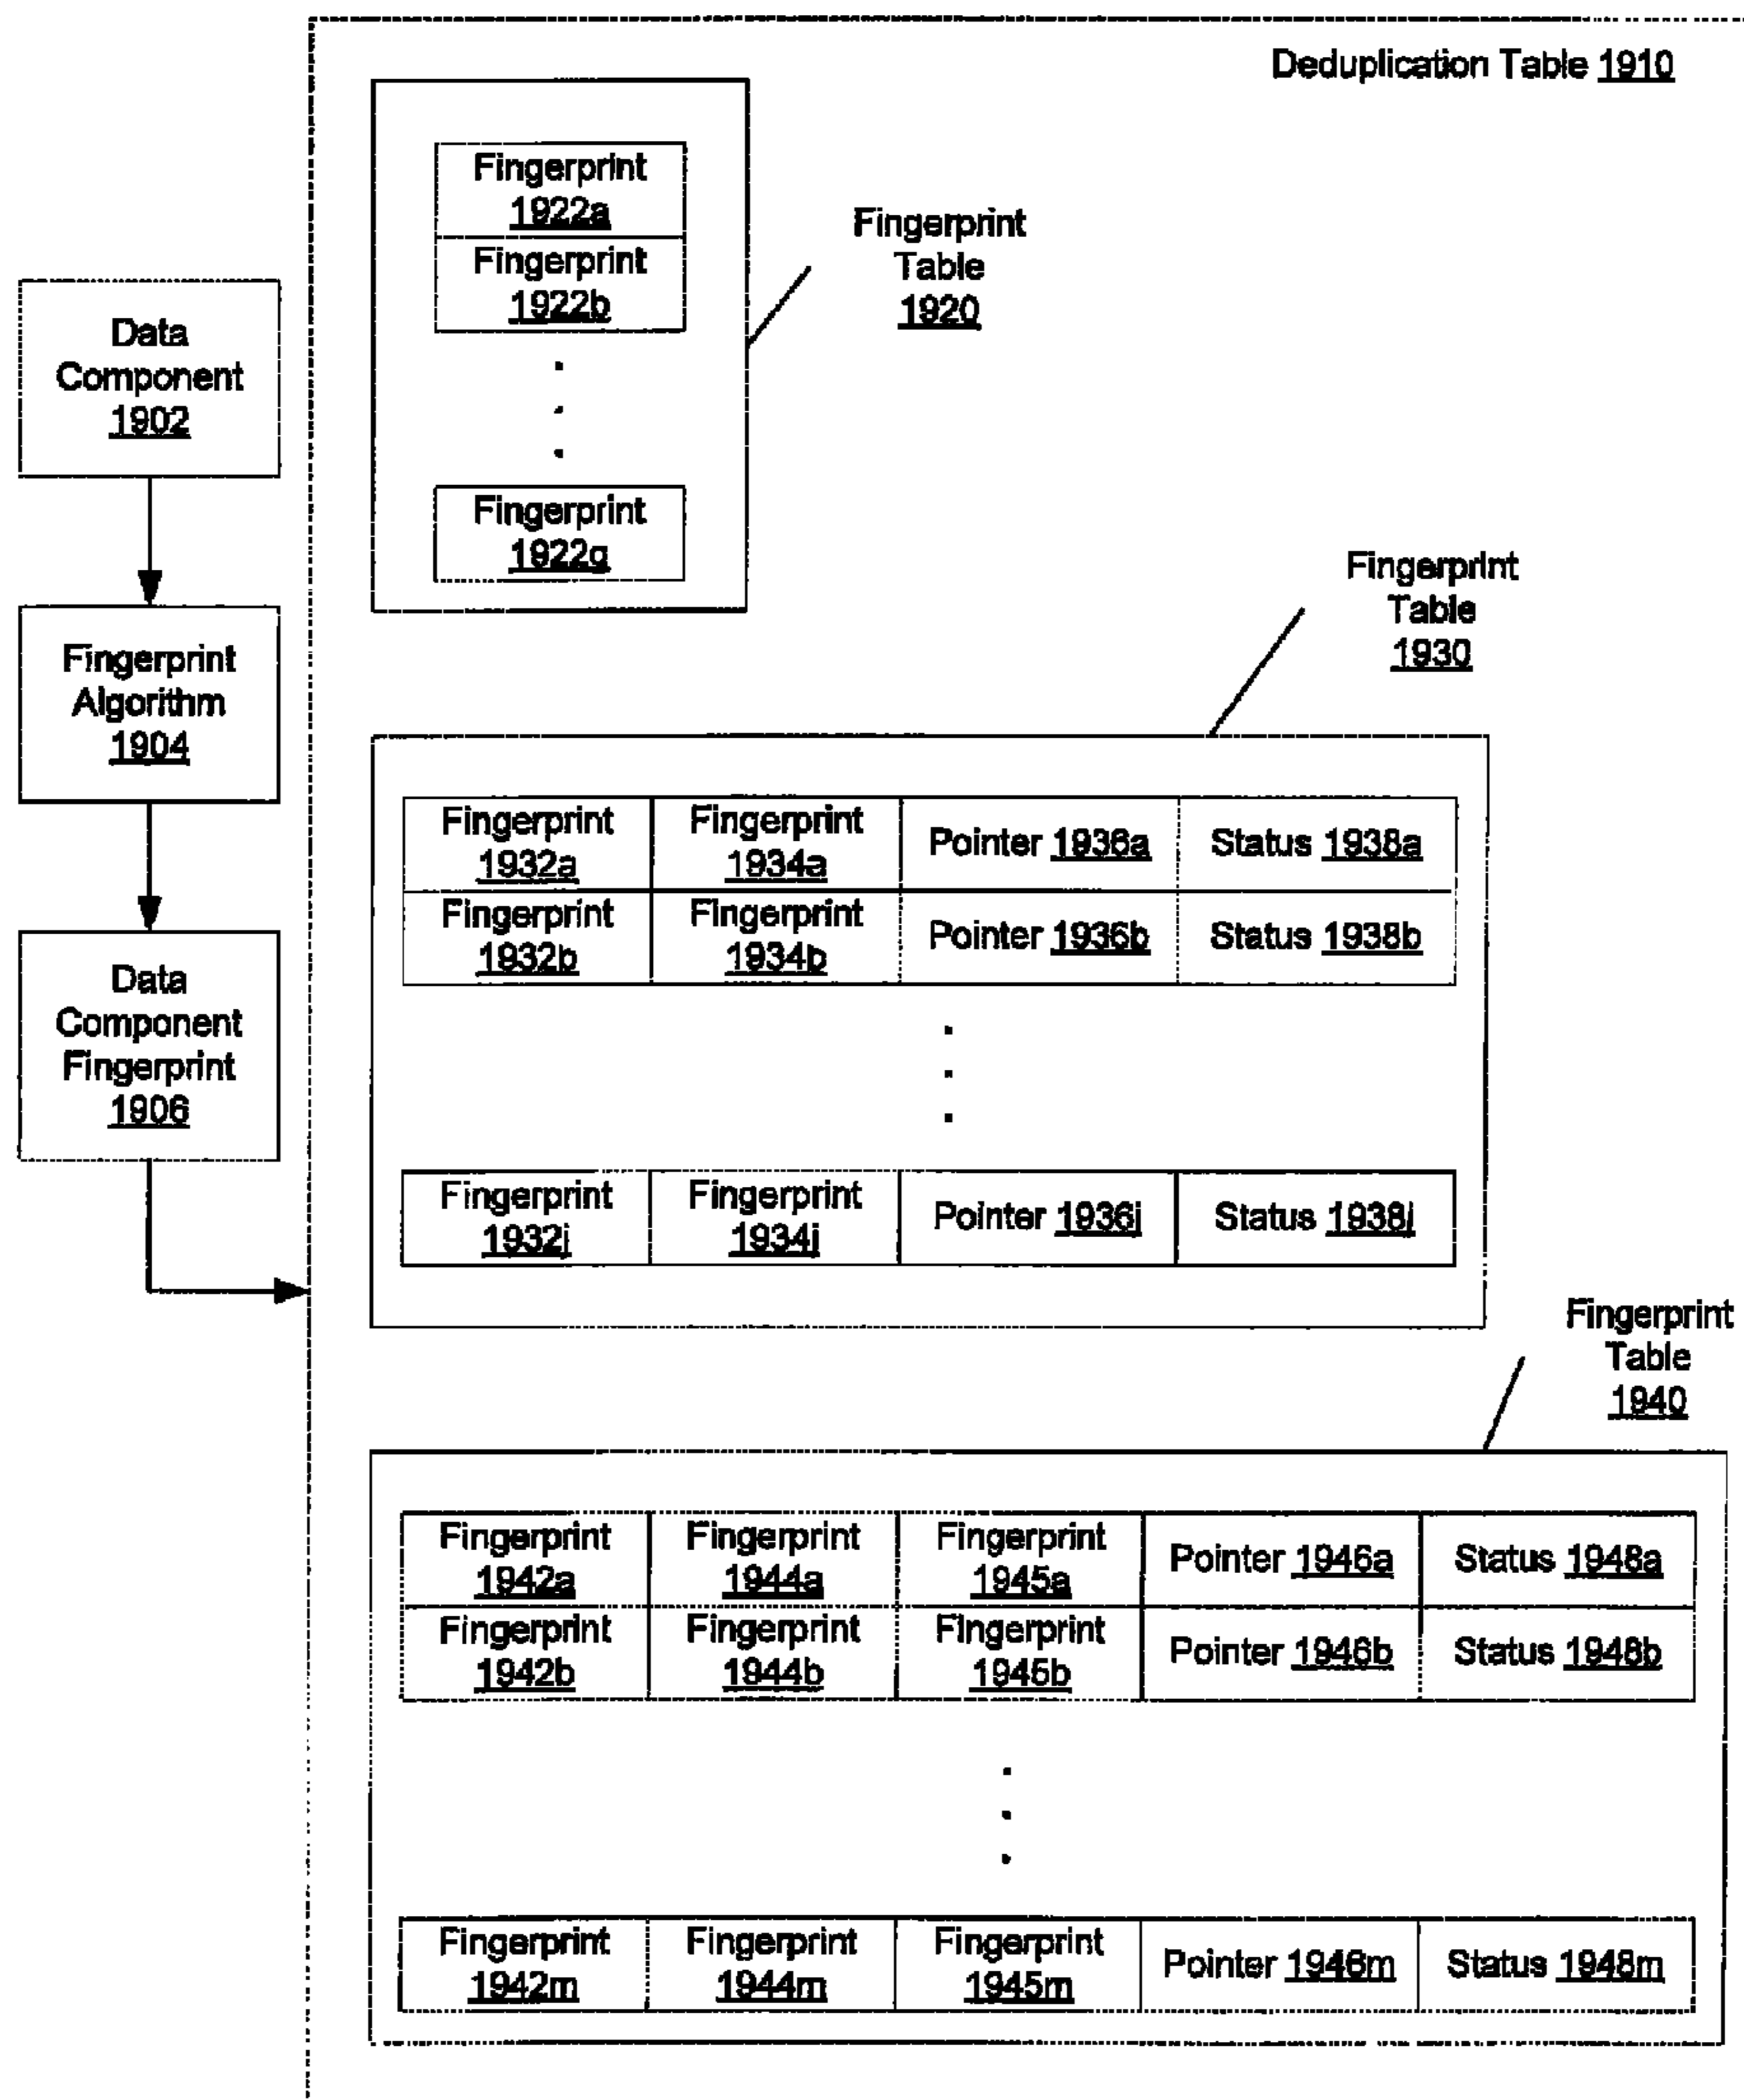 Deduplication Table 1910
Fingerprint
1922a
Fingerprint
1922b
Fingerprint
1922g
Fingerprint
Table
1920
Data
Component
1902
Fingerprint
Algorithm
1904
Data
Component
Fingerprint
1906
Fingerprint
Table
1930
Fingerprint
1932a
Fingerprint
1934a
Pointer 1936a
Status 1938a
Fingerprint
1932b
Fingerprint
1934b
Pointer 1936b
Status 1938b
Fingerprint
1932j
Fingerprint
1934j
Pointer 1936j
Status 1938j
Fingerprint
Table
1940
Fingerprint
1942a
Fingerprint
1944a
Fingerprint
1945a
Pointer 1946a
Status 1948a
Fingerprint
1942b
Fingerprint
1944b
Fingerprint
1945b
Pointer 1946b
Status 1948b
Fingerprint
1942m
Fingerprint
1944m
Fingerprint
1945m
Pointer 1946m
Status 1948m